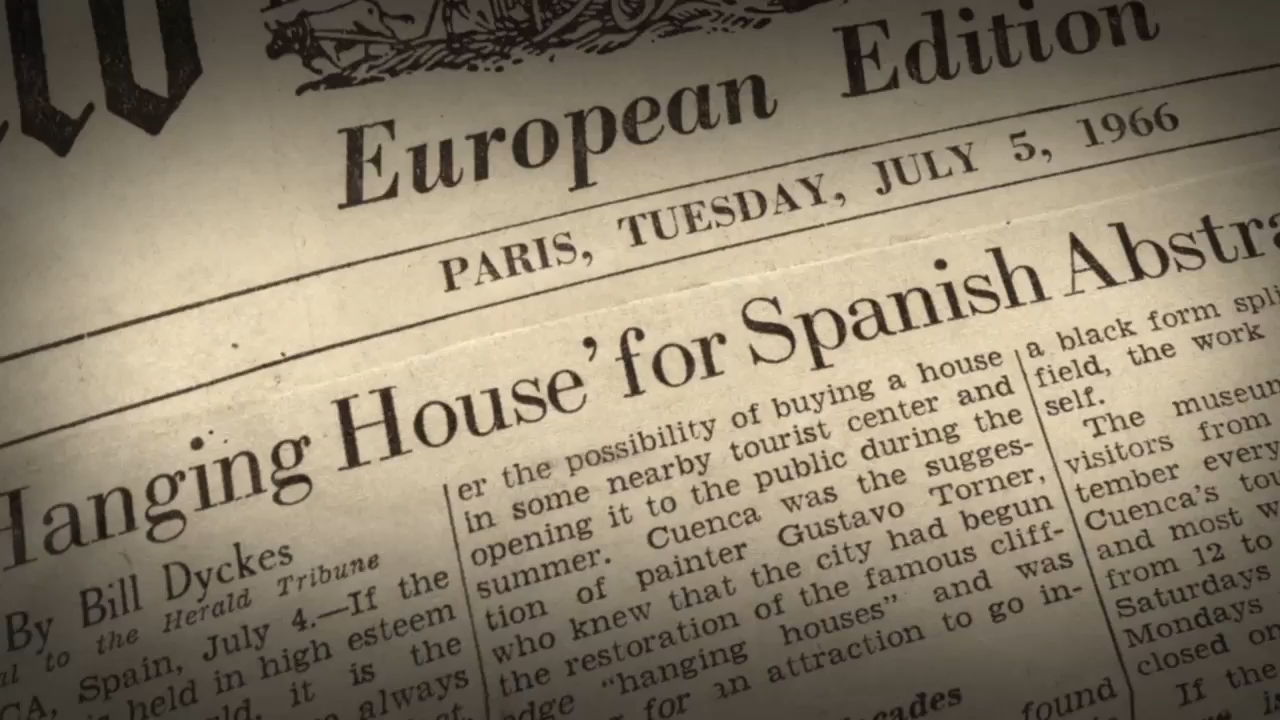 European Edition
PARIS, TUESDAY, JULY 5, 1966
Hanging House' for Spanish Abstra
By Bill Dyckes
to the Herald Tribune
Spain, July 4.—If the
held in high esteem
it is the
always
er the possibility of buying a house
in some nearby tourist center and
opening it to the public during the
summer. Cuenca was the sugges-
tion of painter Gustavo Torner,
who knew that the city had begun
the restoration of the famous cliff-
edge "hanging houses" and was
for an attraction to go in-
found
a black form spli
field, the work
self.
The museum
visitors from
tember every
Cuenca's tou
and most w
from 12 to
Saturdays
Mondays
closed on
If the